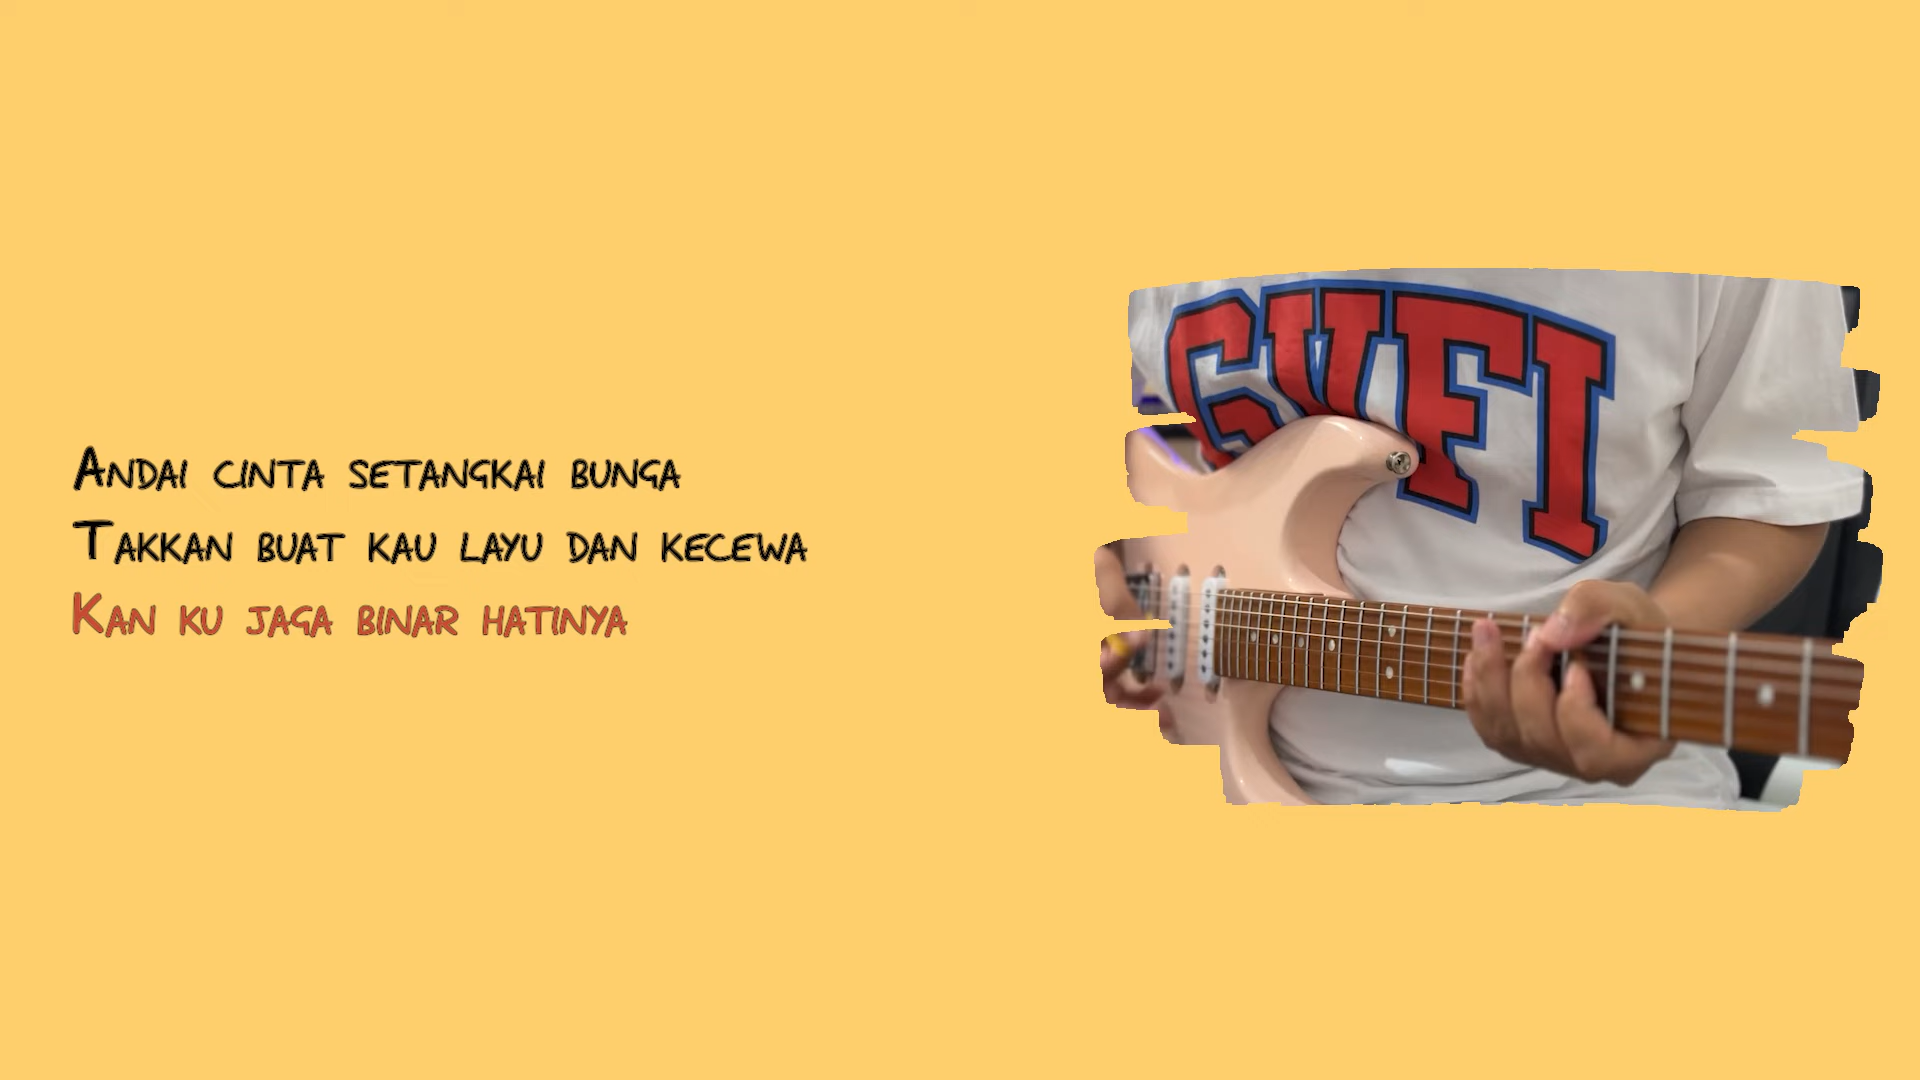 Andai cinta setangkai bunga
Takkan buat kau layu dan kecewa
Kan ku jaga binar hatinya